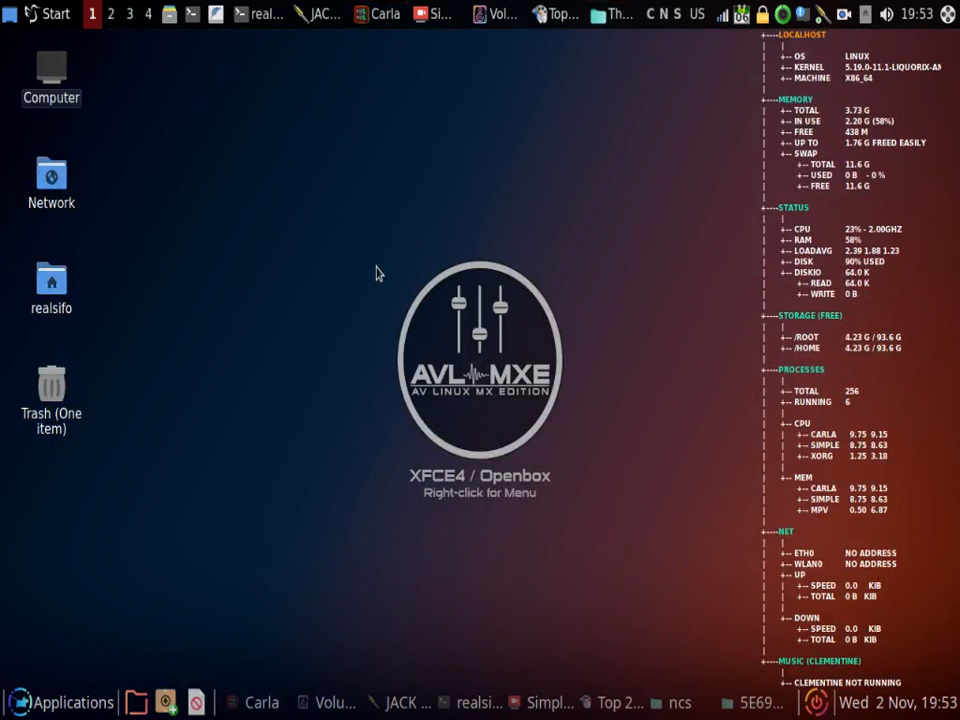 Start 1 2 3 4 real... JAC... Carla Si... Vol... Top... Th... C N S US 06 19:53
Computer
Network
realsifo
Trash (One
item)
AVL MXE
AV LINUX MX EDITION
XFCE4 / Openbox
Right-click for Menu
LOCALHOST
OS LINUX
KERNEL 5.19.0-11.1-LIQUORIX-AM
MACHINE X86_64
MEMORY
TOTAL 3.73 G
IN USE 2.20 G (58%)
FREE 438 M
UP TO 1.76 G FREED EASILY
SWAP
TOTAL 11.6 G
USED 0 B - 0 %
FREE 11.6 G
STATUS
CPU 23% - 2.00GHZ
RAM 58%
LOADAVG 2.39 1.88 1.23
DISK 90% USED
DISKIO 64.0 K
READ 64.0 K
WRITE 0 B
STORAGE (FREE)
/ROOT 4.23 G / 93.6 G
/HOME 4.23 G / 93.6 G
PROCESSES
TOTAL 256
RUNNING 6
CPU
CARLA 9.75 9.15
SIMPLE 8.75 8.63
XORG 1.25 3.18
MEM
CARLA 9.75 9.15
SIMPLE 8.75 8.63
MPV 0.50 6.87
NET
ETH0 NO ADDRESS
WLAN0 NO ADDRESS
UP
SPEED 0.0 KIB
TOTAL 0 B KIB
DOWN
SPEED 0.0 KIB
TOTAL 0 B KIB
MUSIC (CLEMENTINE)
CLEMENTINE NOT RUNNING
Applications Carla Volu... JACK ... realsi... Simpl... Top 2... ncs 5E69... Wed 2 Nov, 19:53